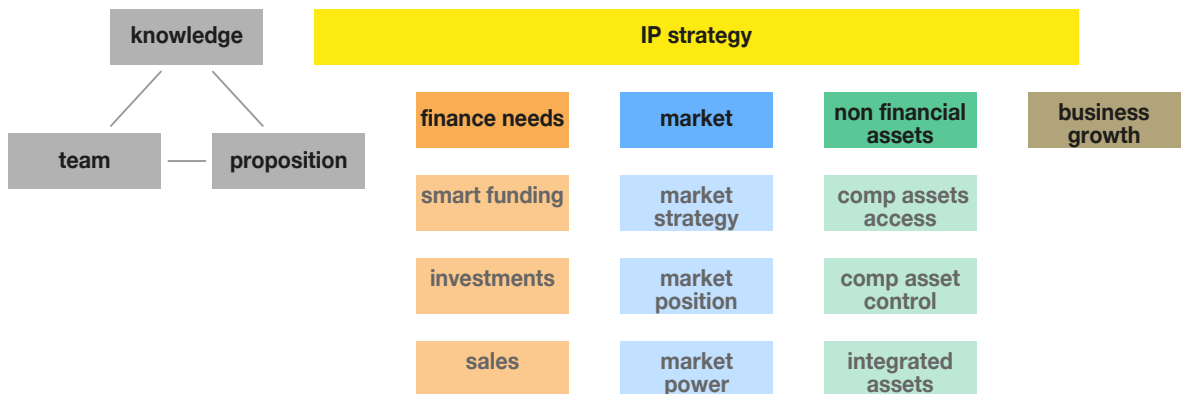 knowledge
IP strategy
finance needs
market
non financial
assets
business
growth
team
proposition
smart funding
market
strategy
comp assets
access
investments
market
position
comp asset
control
sales
market
power
integrated
assets